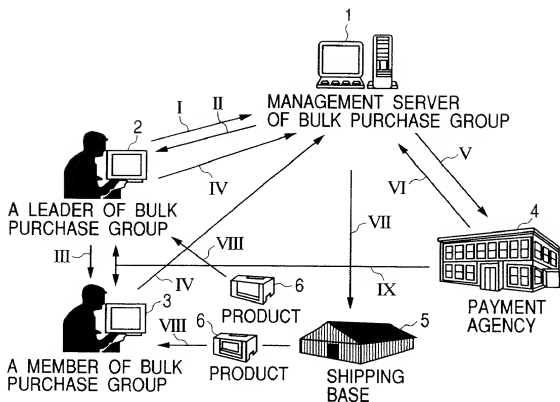 1
MANAGEMENT SERVER
OF BULK PURCHASE GROUP
I
II
2
IV
V
VI
A LEADER OF BULK
PURCHASE GROUP
VII
4
III
VIII
IV
6
PRODUCT
IX
PAYMENT
AGENCY
3
VIII
6
5
A MEMBER OF BULK
PURCHASE GROUP
PRODUCT
SHIPPING
BASE